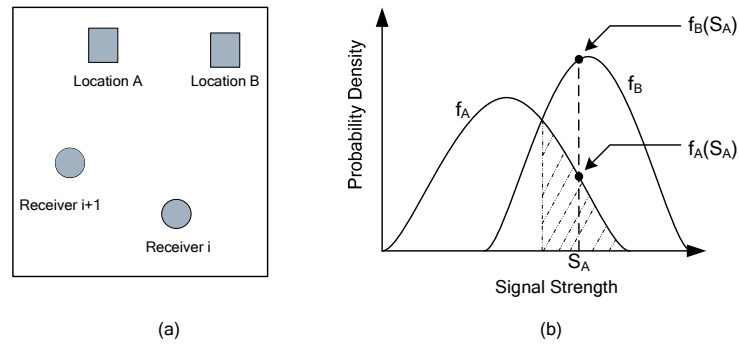 Location A
Location B
Receiver i+1
Receiver i
(a)
Probability Density
f_A
f_B
f_B(S_A)
f_A(S_A)
S_A
Signal Strength
(b)